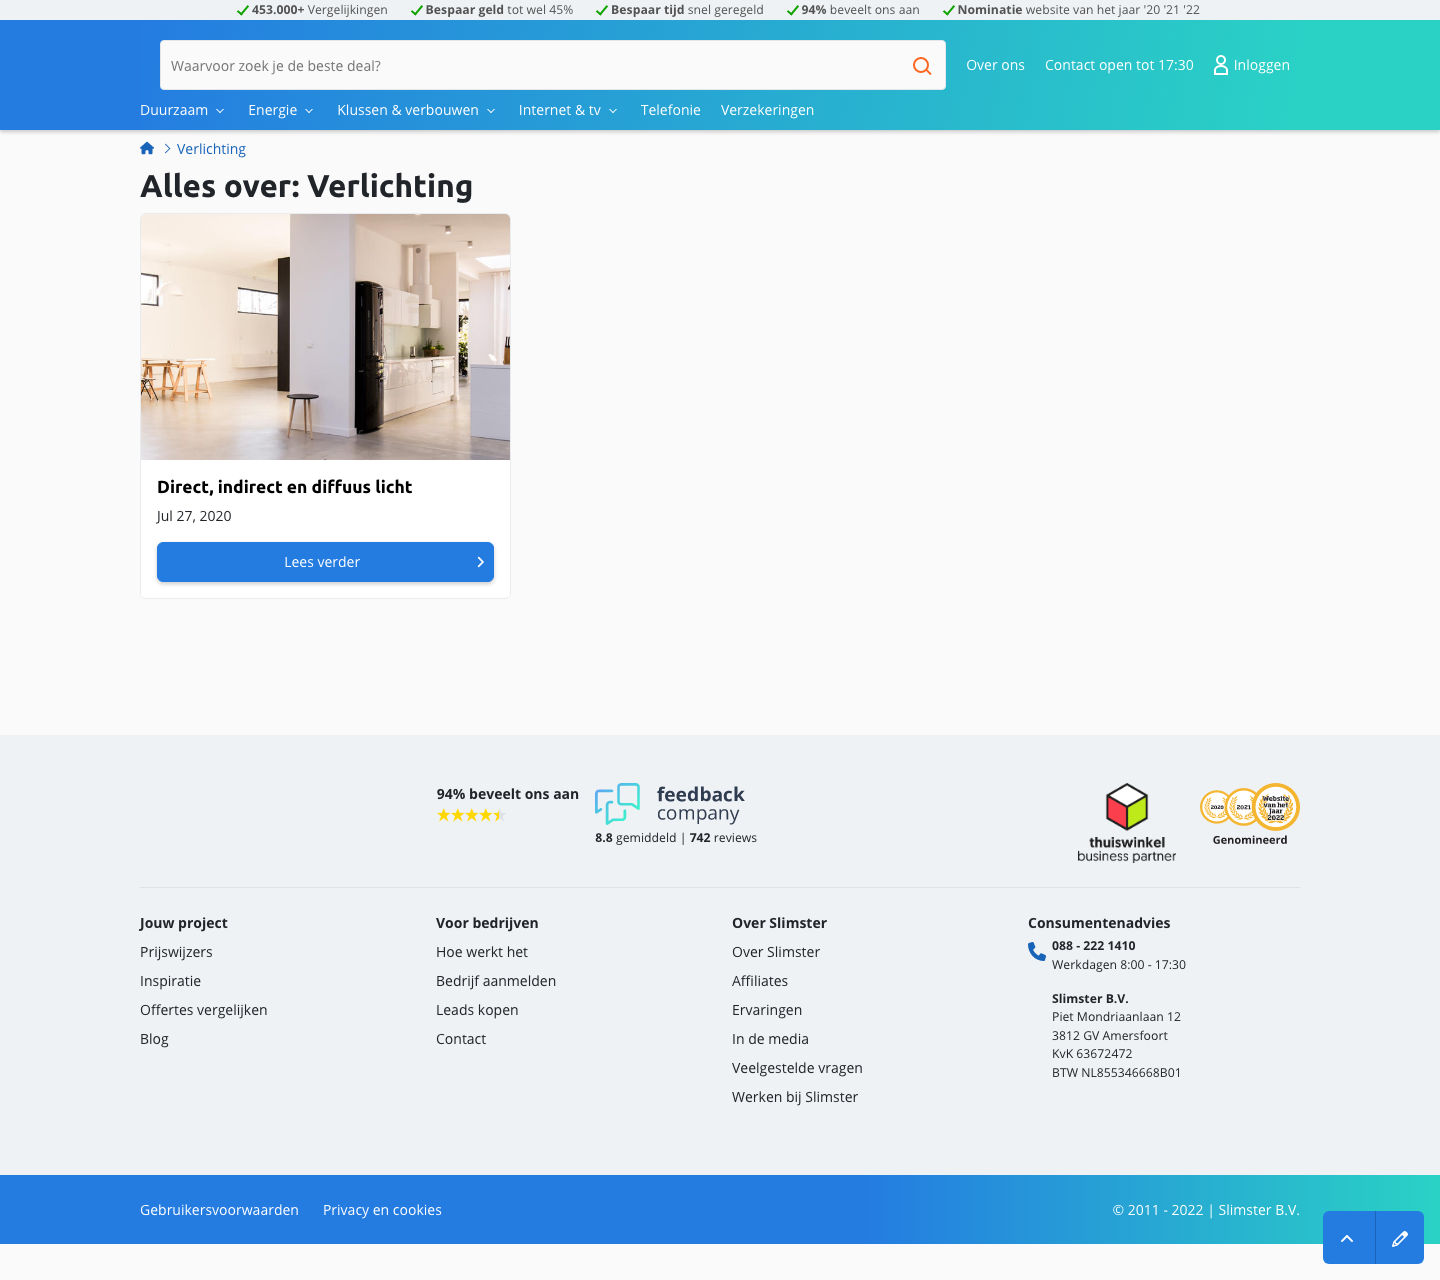 453.000+ Vergelijkingen Bespaar geld tot wel 45% Bespaar tijd snel geregeld 94% beveelt ons aan Nominatie website van het jaar '20 '21 '22
Waarvoor zoek je de beste deal?
Over ons Contact open tot 17:30 Inloggen
Duurzaam Energie Klussen & verbouwen Internet & tv Telefonie Verzekeringen
Verlichting
Alles over: Verlichting
Direct, indirect en diffuus licht
Jul 27, 2020
Lees verder
94% beveelt ons aan
feedback
company
8.8 gemiddeld | 742 reviews
thuiswinkel
business partner
2020
2021
Website
van het
Jaar
2022
Genomineerd
Jouw project
Prijswijzers
Inspiratie
Offertes vergelijken
Blog
Voor bedrijven
Hoe werkt het
Bedrijf aanmelden
Leads kopen
Contact
Over Slimster
Over Slimster
Affiliates
Ervaringen
In de media
Veelgestelde vragen
Werken bij Slimster
Consumentenadvies
088 - 222 1410
Werkdagen 8:00 - 17:30
Slimster B.V.
Piet Mondriaanlaan 12
3812 GV Amersfoort
KvK 63672472
BTW NL855346668B01
Gebruikersvoorwaarden Privacy en cookies © 2011 - 2022 | Slimster B.V.